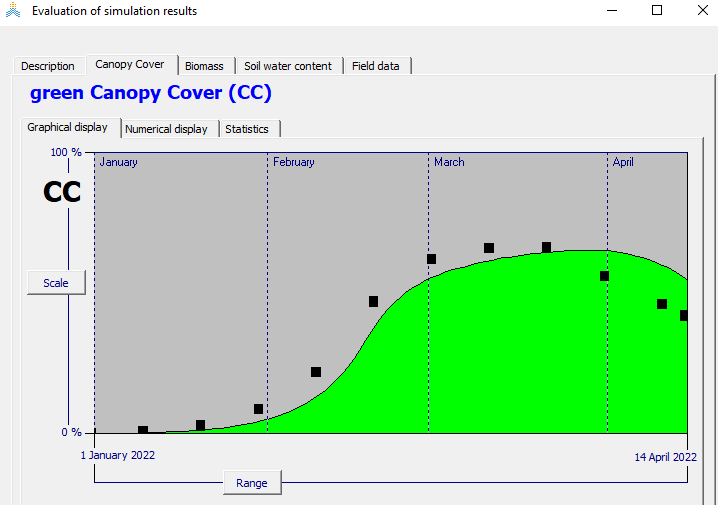 Evaluation of simulation results
Description Canopy Cover Biomass Soil water content Field data
green Canopy Cover (CC)
Graphical display Numerical display Statistics
100 %
January February March April
CC
Scale
0 %
1 January 2022 14 April 2022
Range